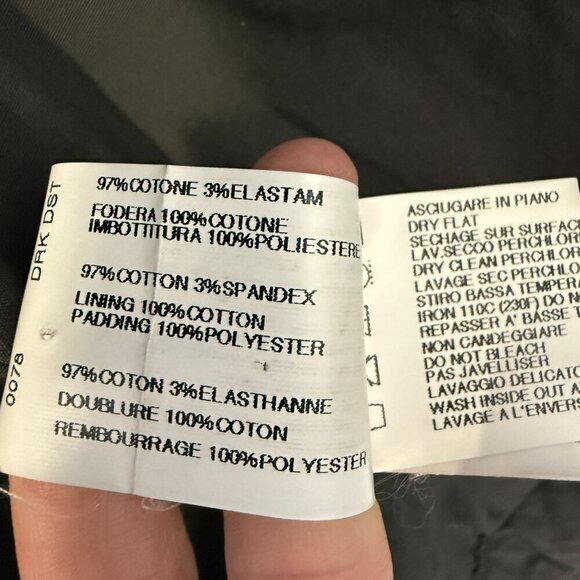 DRK DST
0078
97%COTONE 3%ELASTAM
FODERA 100%COTONE
IMBOTTITURA 100%POLIESTERE
97%COTTON 3%SPANDEX
LINING 100%COTTON
PADDING 100%POLYESTER
97%COTON 3%ELASTHANNE
DOUBLURE 100%COTON
REMBOURRAGE 100%POLYESTER
ASCIUGARE IN PIANO
DRY FLAT
SECHAGE SUR SURFAC
LAV.SECCO PERCHLOR
DRY CLEAN PERCHLOR
LAVAGE SEC PERCHLO
STIRO BASSA TEMPERA
IRON 110C (230F) DO N
REPASSER A' BASSE T
NON CANDEGGIARE
DO NOT BLEACH
PAS JAVELLISER
LAVAGGIO DELICATO
WASH INSIDE OUT A
LAVAGE A L'ENVERS